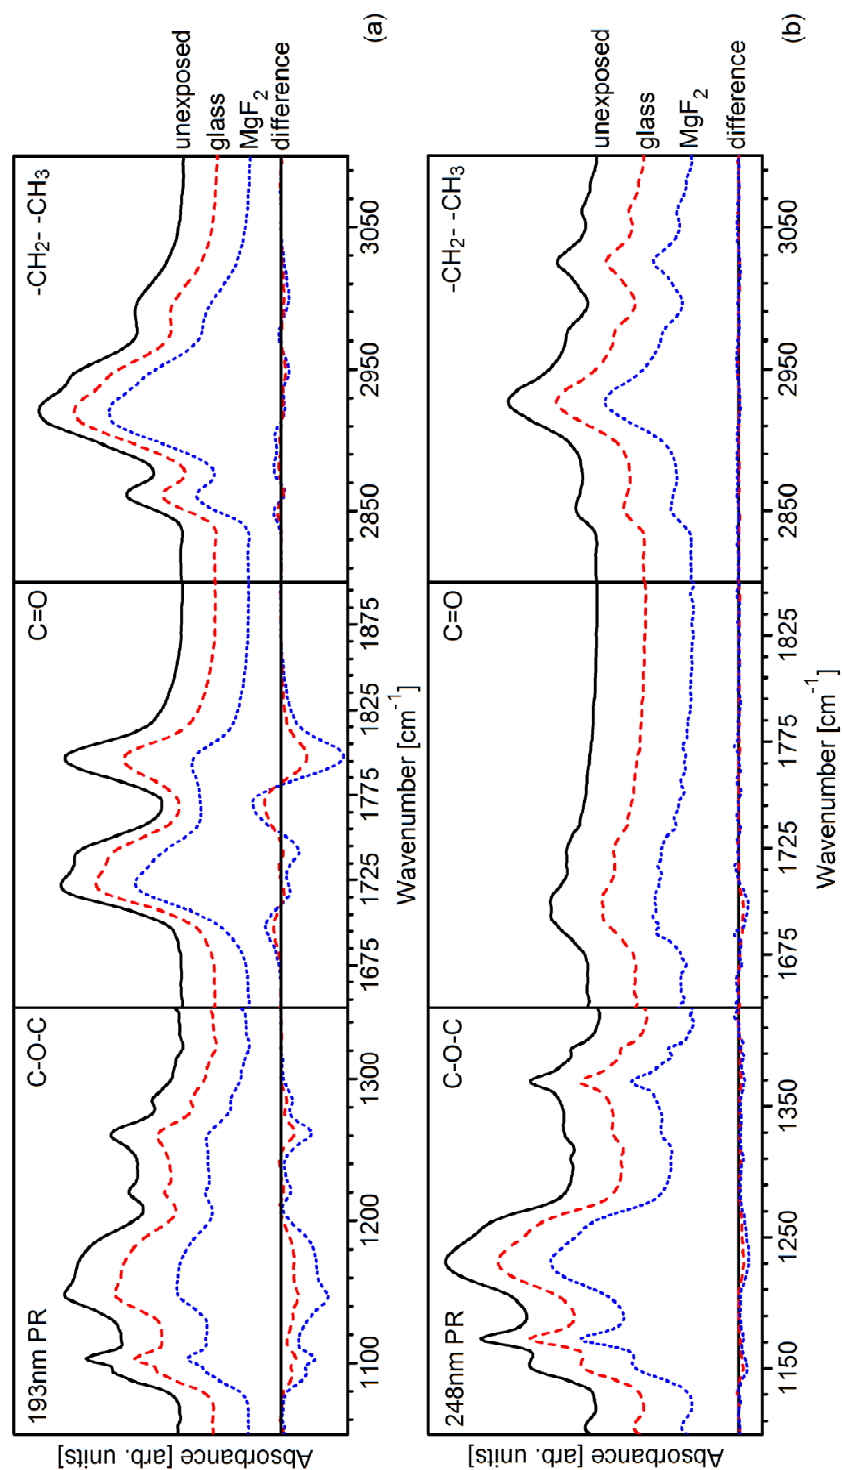 193nm PR
C-O-C
C=O
-CH2- -CH3
unexposed
glass
MgF2
difference
Absorbance [arb. units]
1100
1200
1300
1675
1725
1775
1825
1875
2850
2950
3050
Wavenumber [cm-1]
(a)
248nm PR
C-O-C
C=O
-CH2- -CH3
unexposed
glass
MgF2
difference
Absorbance [arb. units]
1150
1250
1350
1675
1725
1775
1825
2850
2950
3050
Wavenumber [cm-1]
(b)